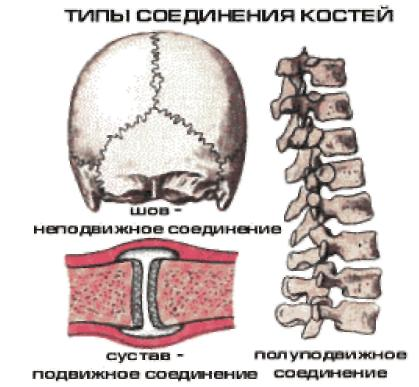 ТИПЫ СОЕДИНЕНИЯ КОСТЕЙ
шов -
неподвижное соединение
сустав -
подвижное соединение
полуподвижное
соединение